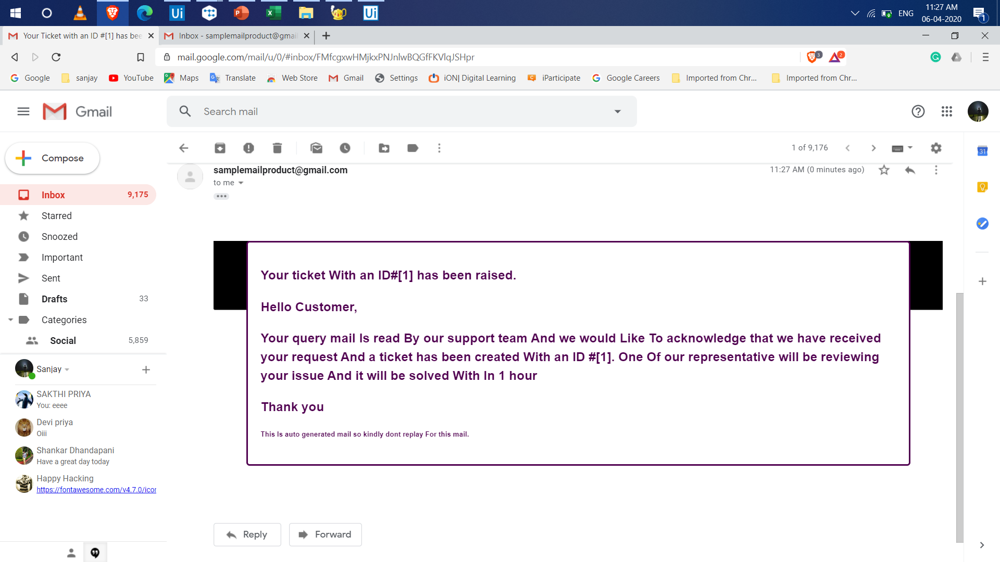 11:27 AM
ENG
06-04-2020
1
Your Ticket with an ID #[1] has bee
Inbox - samplemailproduct@gmai
mail.google.com/mail/u/0/#inbox/FMfcgxwHMjkxPNJnlwBQGfFKVlqJSHpr
3
2
Google
sanjay
YouTube
Maps
Translate
Web Store
Gmail
Settings
iON| Digital Learning
iParticipate
Google Careers
Imported from Chr...
Imported from Chr...
Gmail
Search mail
Compose
1 of 9,176
31
samplemailproduct@gmail.com
11:27 AM (0 minutes ago)
to me
Inbox 9,175
Starred
Snoozed
Important
Sent
Drafts 33
Categories
Social 5,859
Sanjay
SAKTHI PRIYA
You: eeee
Devi priya
Oiii
Shankar Dhandapani
Have a great day today
Happy Hacking
https://fontawesome.com/v4.7.0/icor
Your ticket With an ID#[1] has been raised.
Hello Customer,
Your query mail Is read By our support team And we would Like To acknowledge that we have received
your request And a ticket has been created With an ID #[1]. One Of our representative will be reviewing
your issue And it will be solved With In 1 hour
Thank you
This Is auto generated mail so kindly dont replay For this mail.
Reply
Forward